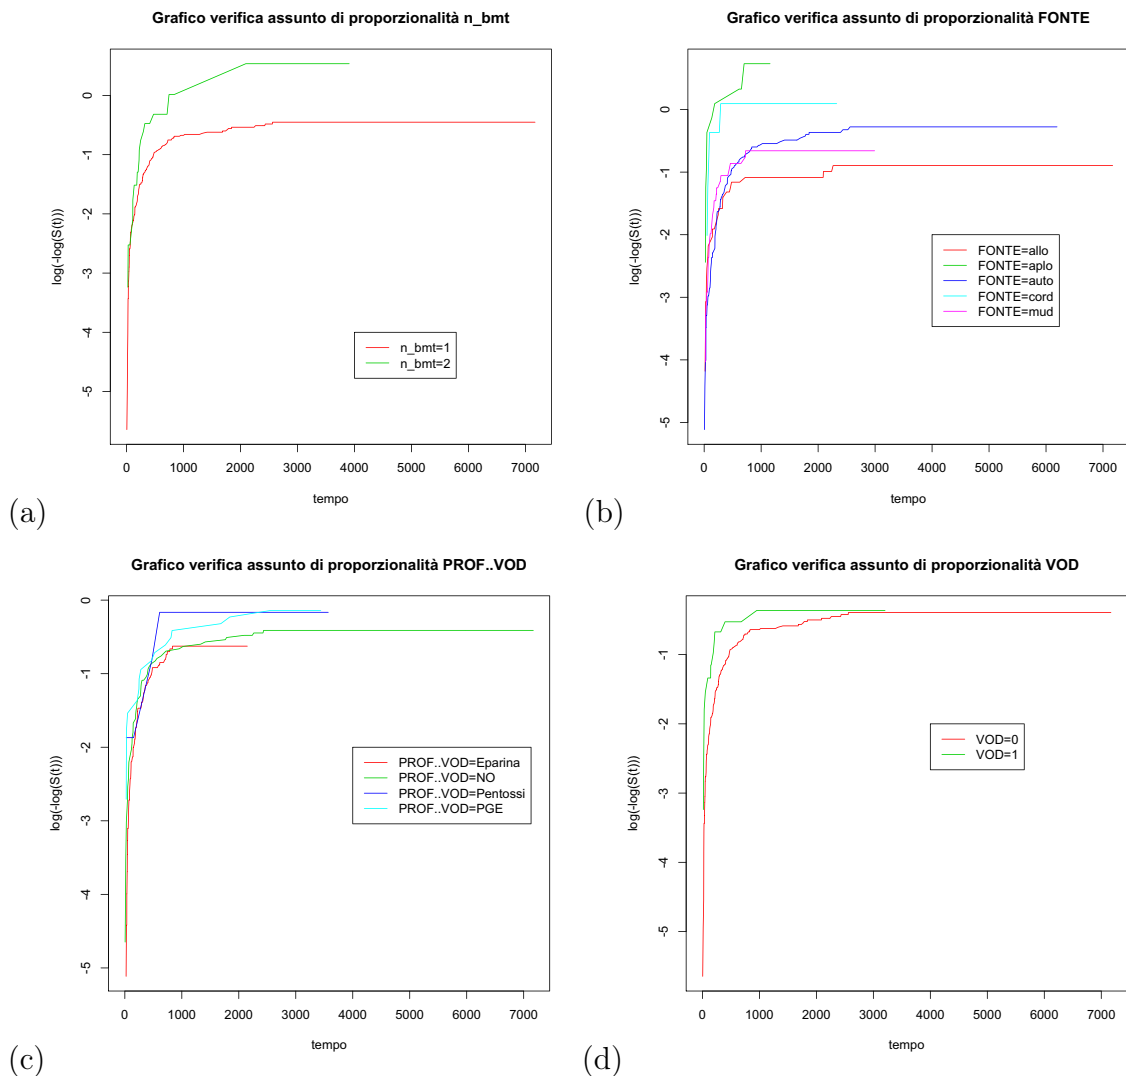 Grafico verifica assunto di proporzionalità n_bmt
log(-log(S(t)))
0
-1
-2
-3
-4
-5
n_bmt=1
n_bmt=2
0 1000 2000 3000 4000 5000 6000 7000
tempo
(a)
Grafico verifica assunto di proporzionalità FONTE
log(-log(S(t)))
0
-1
-2
-3
-4
-5
FONTE=allo
FONTE=aplo
FONTE=auto
FONTE=cord
FONTE=mud
0 1000 2000 3000 4000 5000 6000 7000
tempo
(b)
Grafico verifica assunto di proporzionalità PROF..VOD
log(-log(S(t)))
0
-1
-2
-3
-4
-5
PROF..VOD=Eparina
PROF..VOD=NO
PROF..VOD=Pentossi
PROF..VOD=PGE
0 1000 2000 3000 4000 5000 6000 7000
tempo
(c)
Grafico verifica assunto di proporzionalità VOD
log(-log(S(t)))
-1
-2
-3
-4
-5
VOD=0
VOD=1
0 1000 2000 3000 4000 5000 6000 7000
tempo
(d)